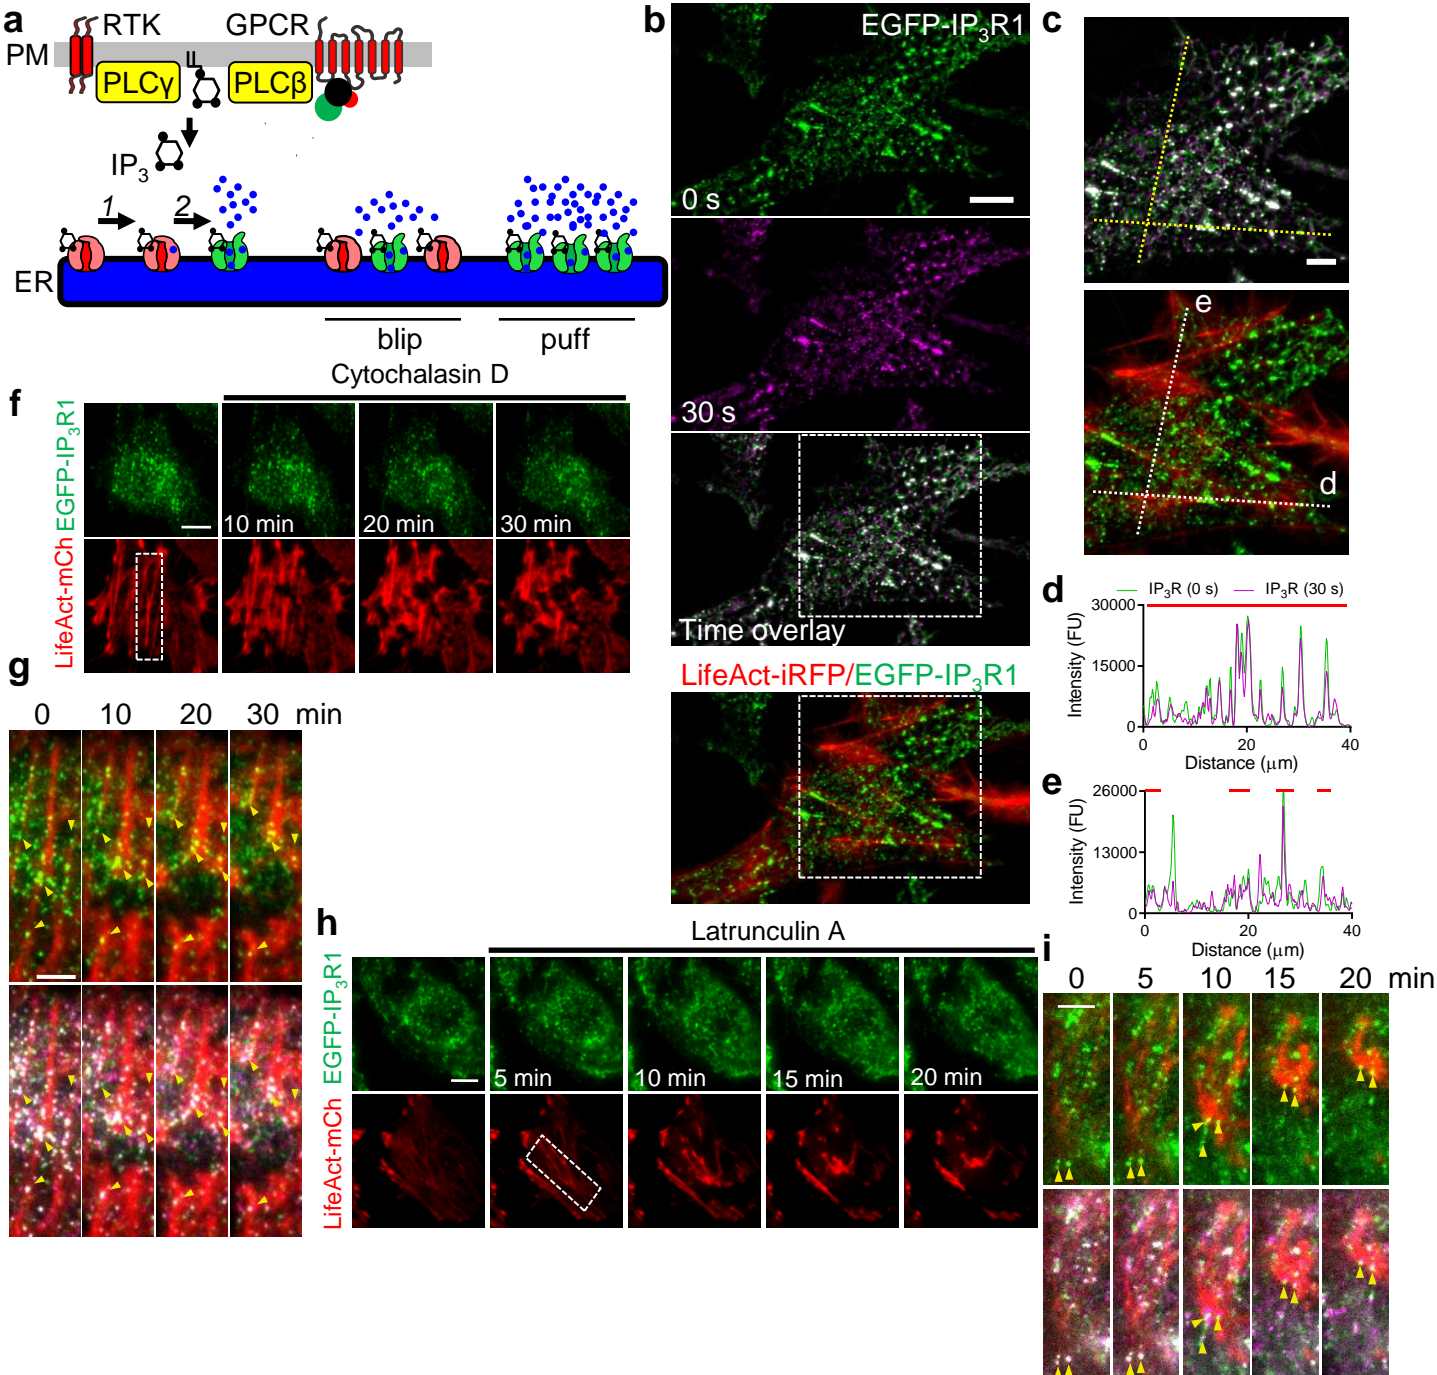 a
RTK
GPCR
PM
PLCγ
PLCβ
IP3
1
2
ER
blip
puff
b
EGFP-IP3R1
0 s
30 s
Time overlay
LifeAct-iRFP/EGFP-IP3R1
c
e
d
d
IP3R (0 s)
IP3R (30 s)
30000
15000
0
Intensity (FU)
0
20
40
Distance (μm)
e
26000
13000
0
Intensity (FU)
0
20
40
Distance (μm)
f
Cytochalasin D
EGFP-IP3R1
LifeAct-mCh
10 min
20 min
30 min
g
0
10
20
30
min
h
Latrunculin A
EGFP-IP3R1
LifeAct-mCh
5 min
10 min
15 min
20 min
i
0
5
10
15
20
min